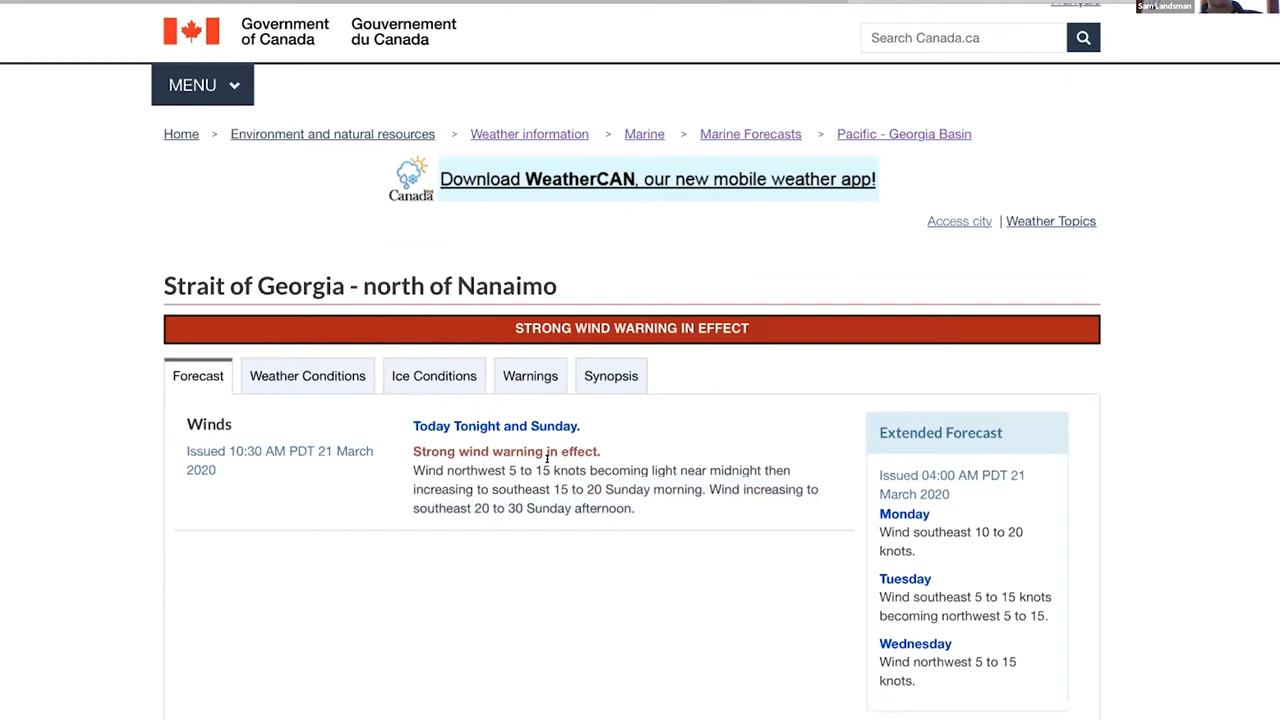 Français
Sam Landsman
Government of Canada
Gouvernement du Canada
Search Canada.ca
MENU
Home > Environment and natural resources > Weather information > Marine > Marine Forecasts > Pacific - Georgia Basin
Canada
Download WeatherCAN, our new mobile weather app!
Access city | Weather Topics
Strait of Georgia - north of Nanaimo
STRONG WIND WARNING IN EFFECT
Forecast
Weather Conditions
Ice Conditions
Warnings
Synopsis
Winds
Issued 10:30 AM PDT 21 March
2020
Today Tonight and Sunday.
Strong wind warning in effect.
Wind northwest 5 to 15 knots becoming light near midnight then
increasing to southeast 15 to 20 Sunday morning. Wind increasing to
southeast 20 to 30 Sunday afternoon.
Extended Forecast
Issued 04:00 AM PDT 21
March 2020
Monday
Wind southeast 10 to 20
knots.
Tuesday
Wind southeast 5 to 15 knots
becoming northwest 5 to 15.
Wednesday
Wind northwest 5 to 15
knots.